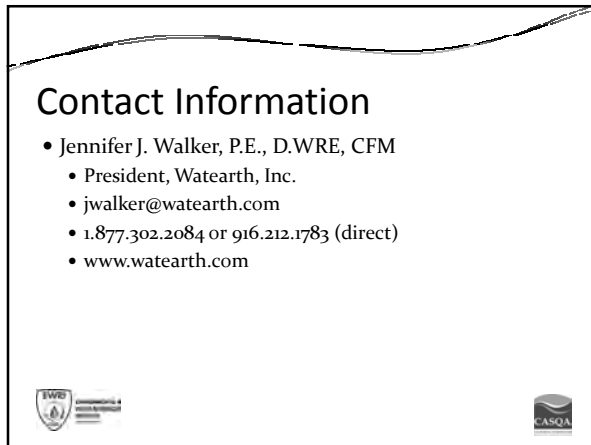 Contact Information
• Jennifer J. Walker, P.E., D.WRE, CFM
• President, Watearth, Inc.
• jwalker@watearth.com
• 1.877.302.2084 or 916.212.1783 (direct)
• www.watearth.com
EWRI
CASQA